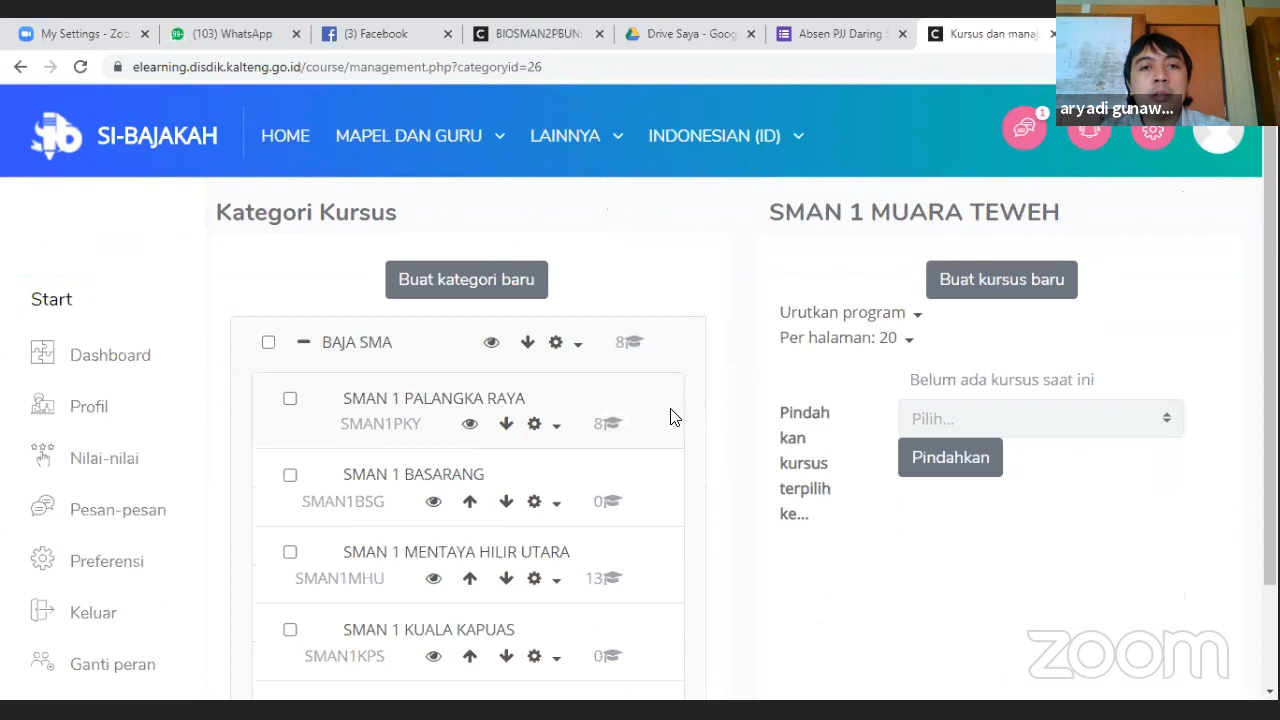 My Settings - Zoo
(103) WhatsApp
(3) Facebook
BIOSMAN2PBUN
Drive Saya - Goog
Absen PJJ Daring S
Kursus dan manaj
elearning.disdik.kalteng.go.id/course/management.php?categoryid=26
aryadi gunaw...
SI-BAJAKAH
HOME
MAPEL DAN GURU
LAINNYA
INDONESIAN (ID)
1
Start
Dashboard
Profil
Nilai-nilai
Pesan-pesan
Preferensi
Keluar
Ganti peran
Kategori Kursus
Buat kategori baru
BAJA SMA 8
SMAN 1 PALANGKA RAYA
SMAN1PKY 8
SMAN 1 BASARANG
SMAN1BSG 0
SMAN 1 MENTAYA HILIR UTARA
SMAN1MHU 13
SMAN 1 KUALA KAPUAS
SMAN1KPS 0
SMAN 1 MUARA TEWEH
Buat kursus baru
Urutkan program
Per halaman: 20
Belum ada kursus saat ini
Pindah
kan
kursus
terpilih
ke...
Pilih...
Pindahkan
zoom